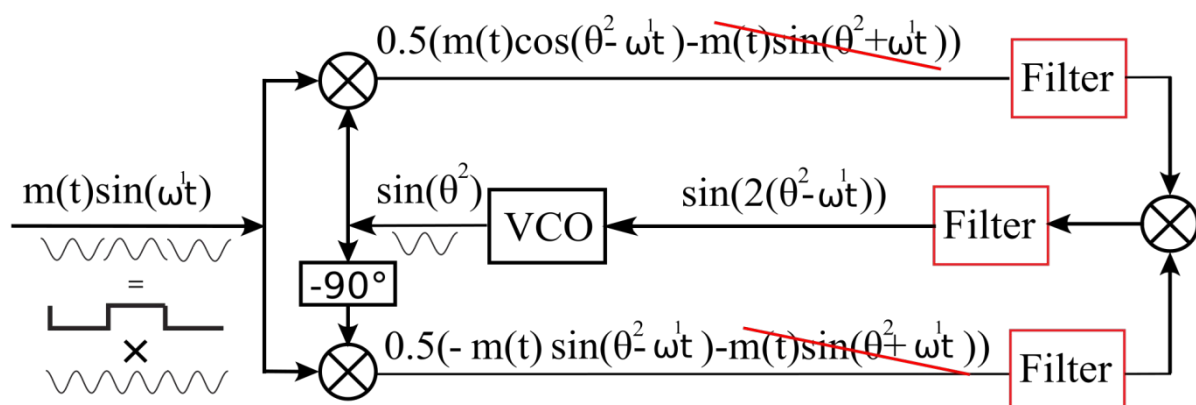 0.5(m(t)cos(θ²-ω¹t)-m(t)sin(θ²+ω¹t))
Filter
m(t)sin(ω¹t)
sin(θ²)
VCO
sin(2(θ²-ω¹t))
Filter
=
-90°
×
0.5(- m(t) sin(θ²-ω¹t)-m(t)sin(θ²+ω¹t))
Filter